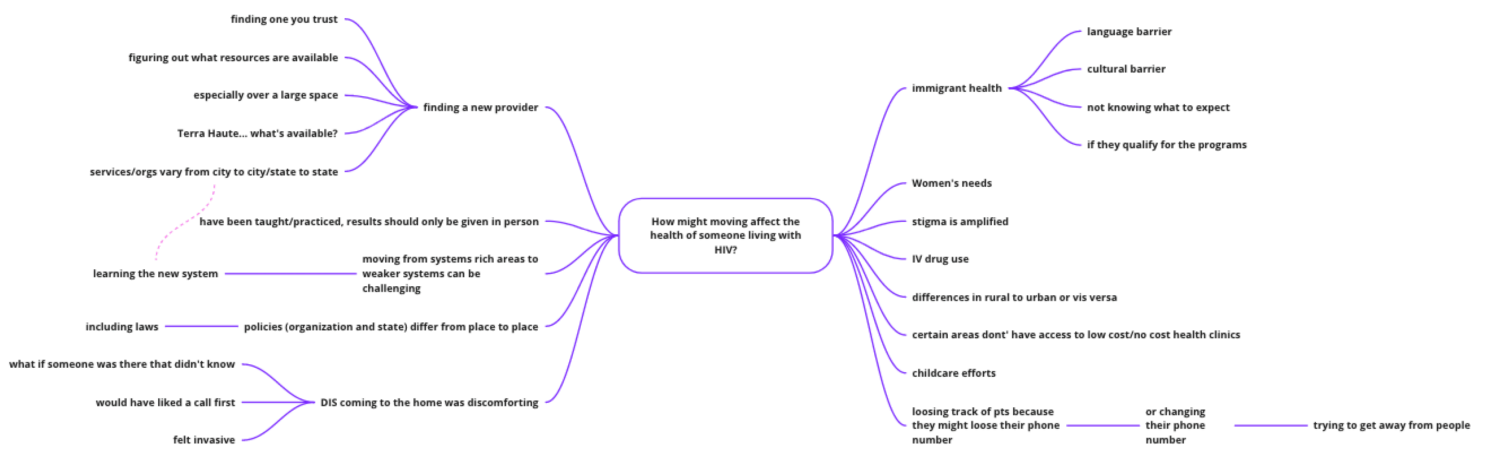 How might moving affect the
health of someone living with
HIV?
finding a new provider
finding one you trust
figuring out what resources are available
especially over a large space
Terra Haute... what's available?
services/orgs vary from city to city/state to state
have been taught/practiced, results should only be given in person
moving from systems rich areas to
weaker systems can be
challenging
learning the new system
policies (organization and state) differ from place to place
including laws
DIS coming to the home was discomforting
what if someone was there that didn't know
would have liked a call first
felt invasive
immigrant health
language barrier
cultural barrier
not knowing what to expect
if they qualify for the programs
Women's needs
stigma is amplified
IV drug use
differences in rural to urban or vis versa
certain areas dont' have access to low cost/no cost health clinics
childcare efforts
loosing track of pts because
they might loose their phone
number
or changing
their phone
number
trying to get away from people